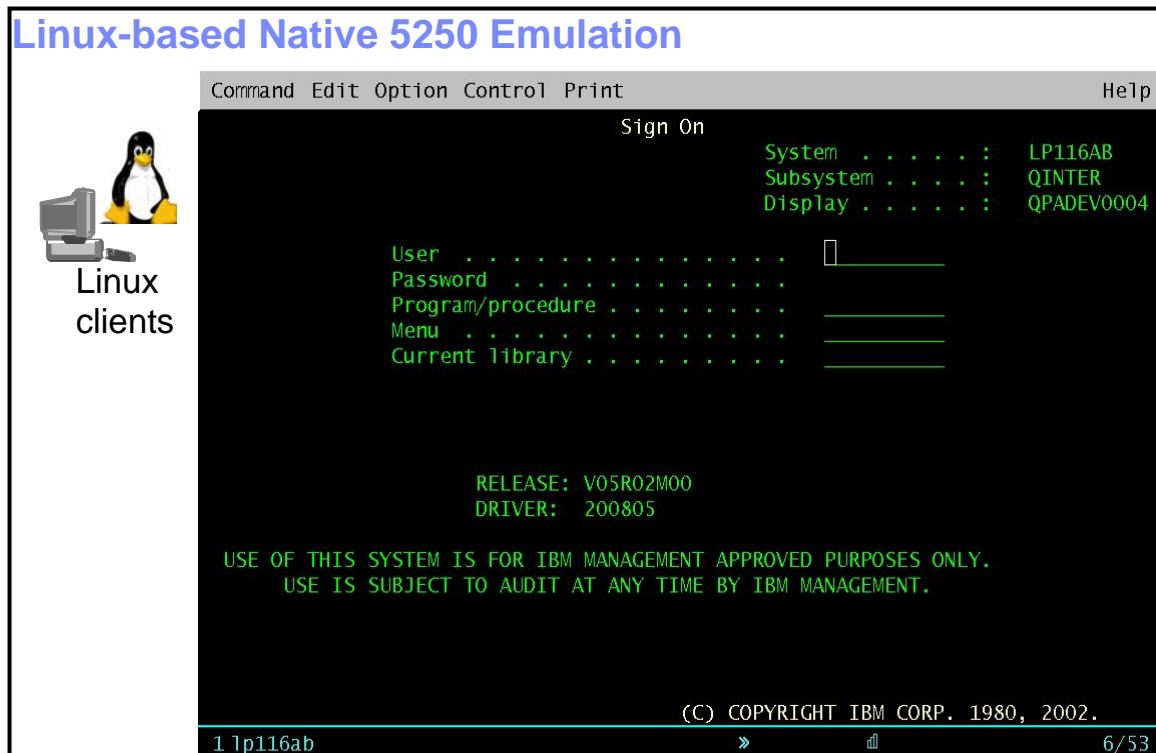 Linux-based Native 5250 Emulation
Command Edit Option Control Print Help
Sign On
System . . . . . : LP116AB
Subsystem . . . . : QINTER
Display . . . . . : QPADEV0004
User . . . . . . . . . . . . . .
Password . . . . . . . . . . . .
Program/procedure . . . . . . . .
Menu . . . . . . . . . . . . . .
Current library . . . . . . . . .
Linux
clients
RELEASE: V05R02M00
DRIVER: 200805
USE OF THIS SYSTEM IS FOR IBM MANAGEMENT APPROVED PURPOSES ONLY.
USE IS SUBJECT TO AUDIT AT ANY TIME BY IBM MANAGEMENT.
(C) COPYRIGHT IBM CORP. 1980, 2002.
1 lp116ab » 6/53